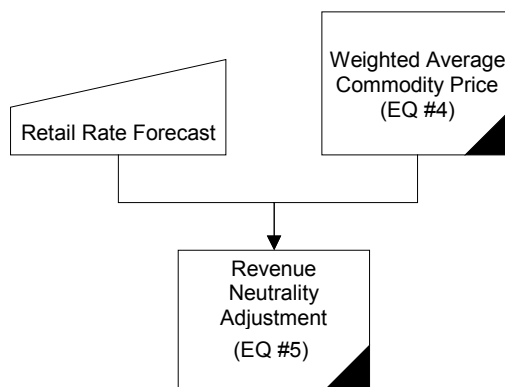 Retail Rate Forecast
Weighted Average
Commodity Price
(EQ #4)
Revenue
Neutrality
Adjustment
(EQ #5)